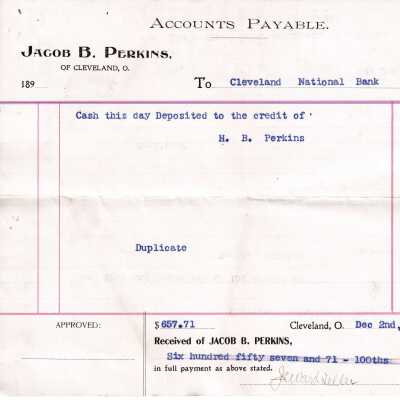 ACCOUNTS PAYABLE.
JACOB B. PERKINS,
OF CLEVELAND, O.
189 To Cleveland National Bank
Cash this day Deposited to the credit of
H. B. Perkins
Duplicate
APPROVED:
$657.71 Cleveland, O. Dec 2nd,
Received of JACOB B. PERKINS,
Six hundred fifty seven and 71 - 100ths
in full payment as above stated.